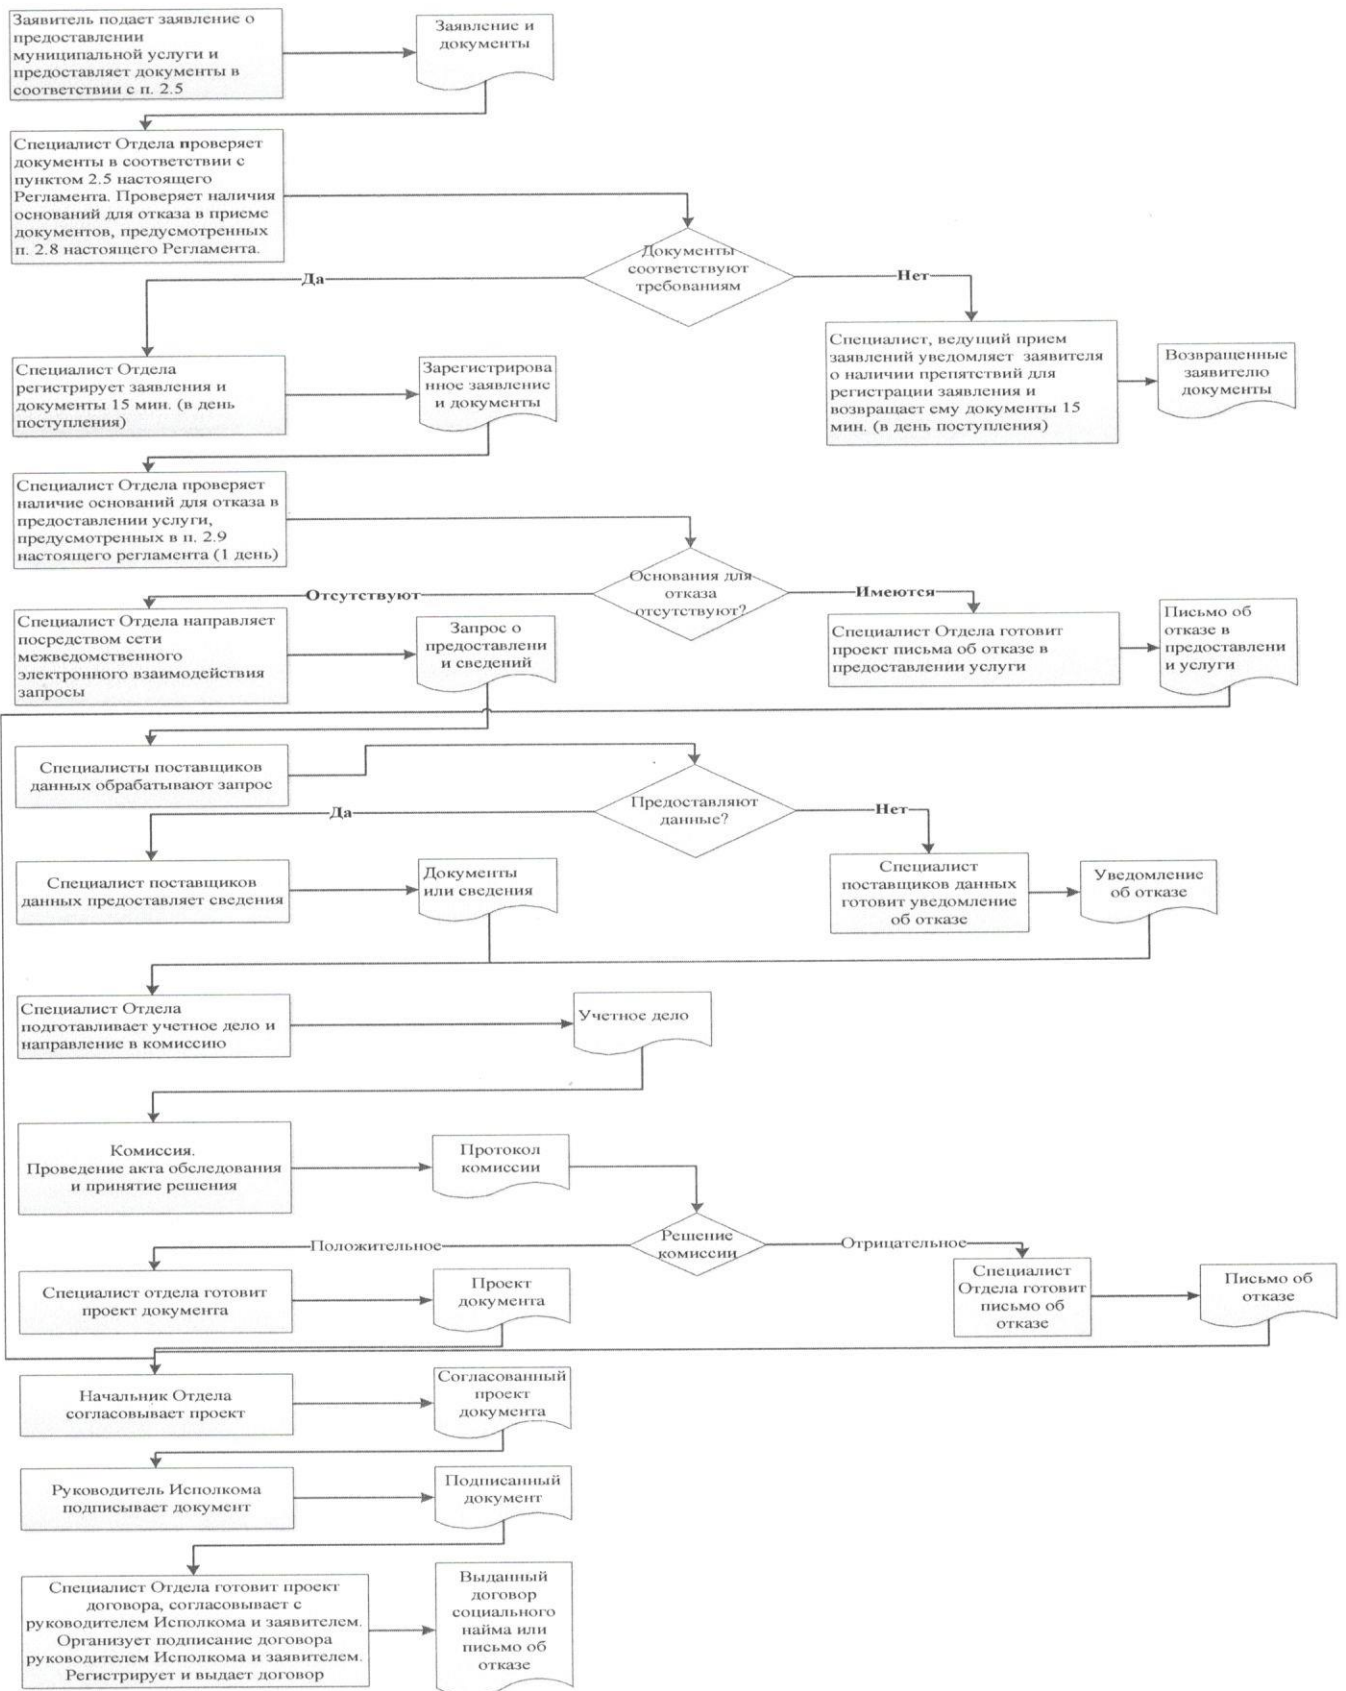 Заявитель подает заявление о
предоставлении
муниципальной услуги и
предоставляет документы в
соответствии с п. 2.5
Заявление и
документы
Специалист Отдела проверяет
документы в соответствии с
пунктом 2.5 настоящего
Регламента. Проверяет наличия
оснований для отказа в приеме
документов, предусмотренных
п. 2.8 настоящего Регламента.
Документы
соответствуют
требованиям
Да
Нет
Специалист Отдела
регистрирует заявления и
документы 15 мин. (в день
поступления)
Зарегистрирова
нное заявление
и документы
Специалист, ведущий прием
заявлений уведомляет заявителя
о наличии препятствий для
регистрации заявления и
возвращает ему документы 15
мин. (в день поступления)
Возвращенные
заявителю
документы
Специалист Отдела проверяет
наличие оснований для отказа в
предоставлении услуги,
предусмотренных в п. 2.9
настоящего регламента (1 день)
Основания для
отказа
отсутствуют?
Отсутствуют
Имеются
Специалист Отдела направляет
посредством сети
межведомственного
электронного взаимодействия
запросы
Запрос о
предоставлени
и сведений
Специалист Отдела готовит
проект письма об отказе в
предоставлении услуги
Письмо об
отказе в
предоставлени
и услуги
Специалисты поставщиков
данных обрабатывают запрос
Предоставляют
данные?
Да
Нет
Специалист поставщиков
данных предоставляет сведения
Документы
или сведения
Специалист
поставщиков данных
готовит уведомление
об отказе
Уведомление
об отказе
Специалист Отдела
подготавливает учетное дело и
направление в комиссию
Учетное дело
Комиссия.
Проведение акта обследования
и принятие решения
Протокол
комиссии
Решение
комиссии
Положительное
Отрицательное
Специалист отдела готовит
проект документа
Проект
документа
Специалист
Отдела готовит
письмо об
отказе
Письмо об
отказе
Начальник Отдела
согласовывает проект
Согласованный
проект
документа
Руководитель Исполкома
подписывает документ
Подписанный
документ
Специалист Отдела готовит проект
договора, согласовывает с
руководителем Исполкома и заявителем.
Организует подписание договора
руководителем Исполкома и заявителем.
Регистрирует и выдает договор
Выданный
договор
социального
найма или
письмо об
отказе